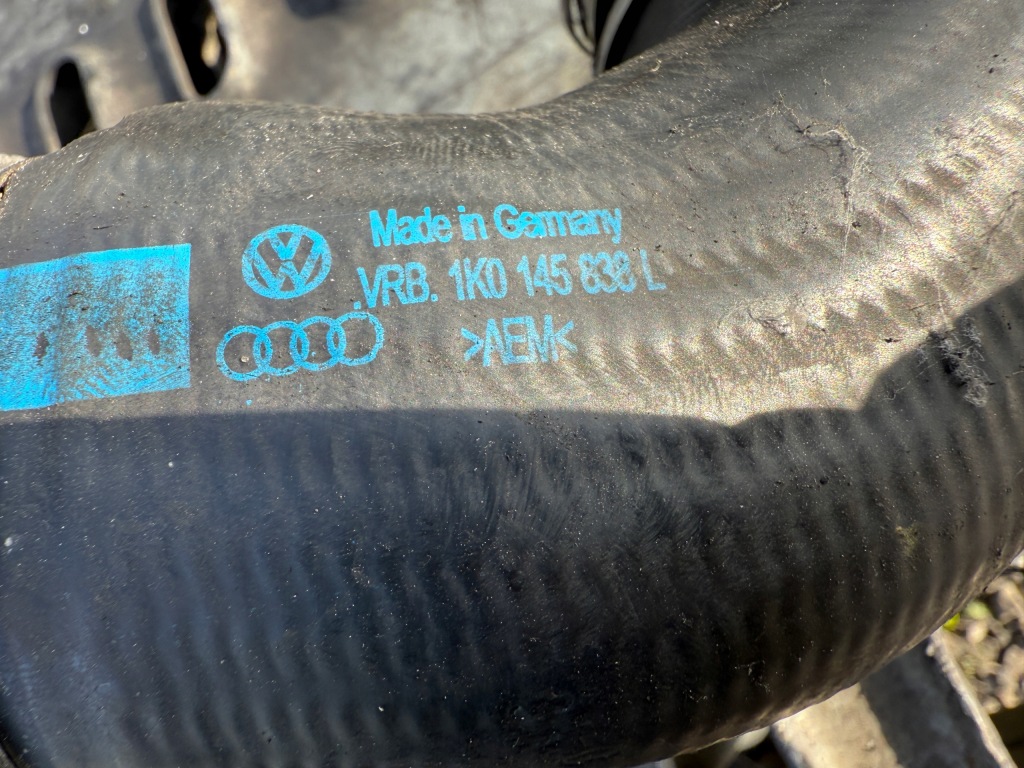 Made in Germany
.VRB. 1K0 145 838 L
>AEM<